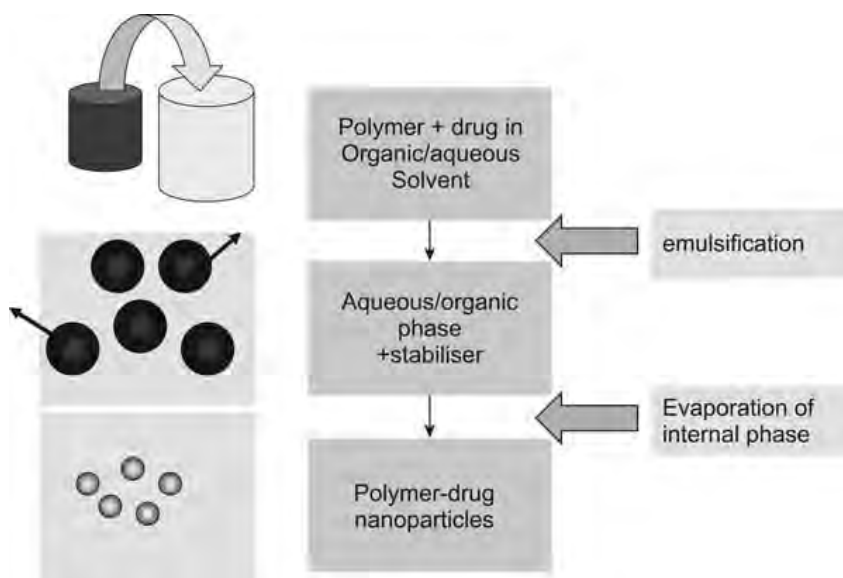 Polymer + drug in
Organic/aqueous
Solvent
emulsification
Aqueous/organic
phase
+stabiliser
Evaporation of
internal phase
Polymer-drug
nanoparticles